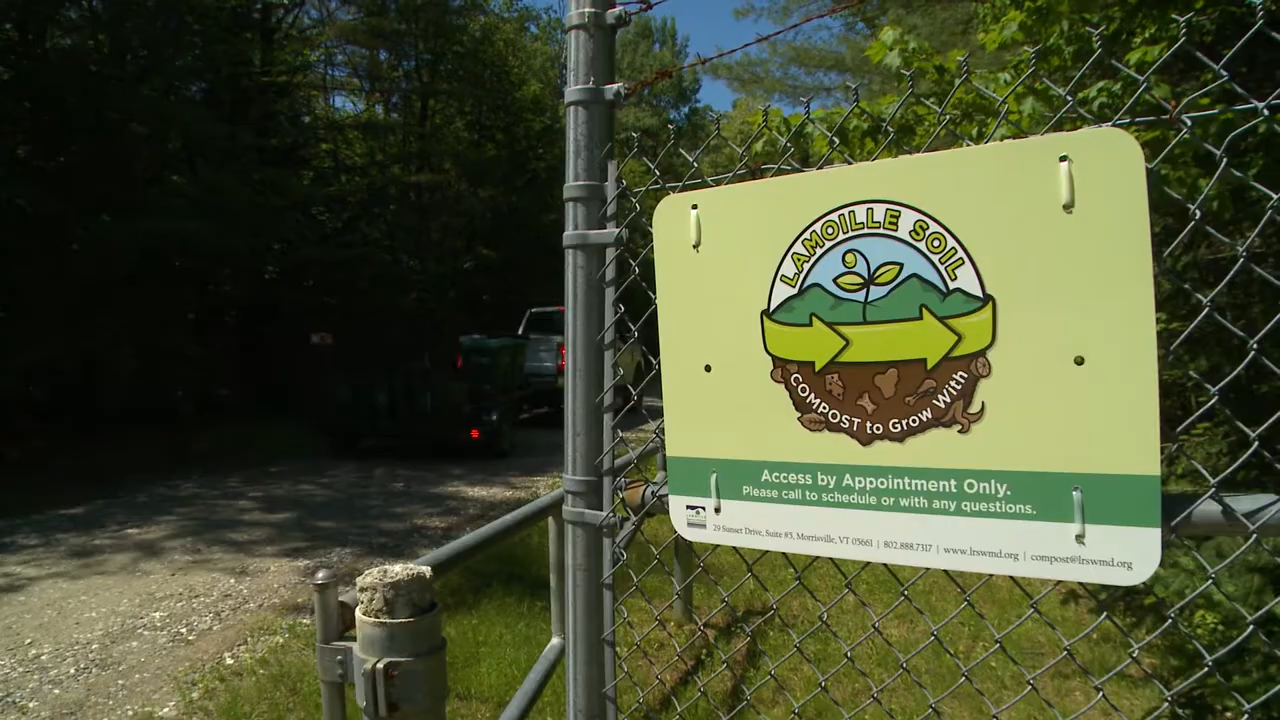 LAMOILLE SOIL
COMPOST to Grow With
Access by Appointment Only.
Please call to schedule or with any questions.
29 Sunset Drive, Suite #5, Morrisville, VT 05661 | 802.888.7317 | www.lrswmd.org | compost@lrswmd.org